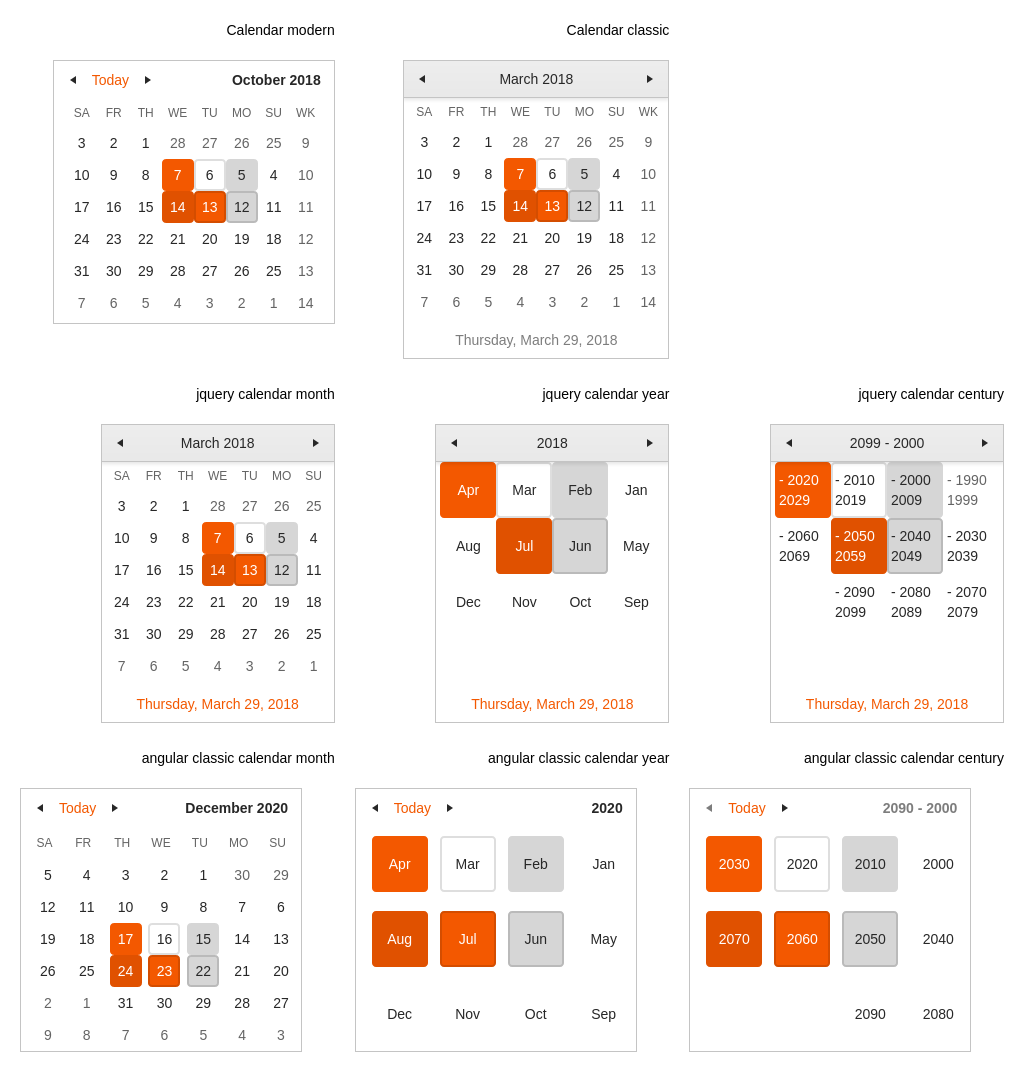 Calendar modern
Today October 2018
SA FR TH WE TU MO SU WK
3 2 1 28 27 26 25 9
10 9 8 7 6 5 4 10
17 16 15 14 13 12 11 11
24 23 22 21 20 19 18 12
31 30 29 28 27 26 25 13
7 6 5 4 3 2 1 14
Calendar classic
March 2018
SA FR TH WE TU MO SU WK
3 2 1 28 27 26 25 9
10 9 8 7 6 5 4 10
17 16 15 14 13 12 11 11
24 23 22 21 20 19 18 12
31 30 29 28 27 26 25 13
7 6 5 4 3 2 1 14
Thursday, March 29, 2018
jquery calendar month
March 2018
SA FR TH WE TU MO SU
3 2 1 28 27 26 25
10 9 8 7 6 5 4
17 16 15 14 13 12 11
24 23 22 21 20 19 18
31 30 29 28 27 26 25
7 6 5 4 3 2 1
Thursday, March 29, 2018
jquery calendar year
2018
Apr Mar Feb Jan
Aug Jul Jun May
Dec Nov Oct Sep
Thursday, March 29, 2018
jquery calendar century
2099 - 2000
- 2020 - 2010 - 2000 - 1990
2029 2019 2009 1999
- 2060 - 2050 - 2040 - 2030
2069 2059 2049 2039
- 2090 - 2080 - 2070
2099 2089 2079
Thursday, March 29, 2018
angular classic calendar month
Today December 2020
SA FR TH WE TU MO SU
5 4 3 2 1 30 29
12 11 10 9 8 7 6
19 18 17 16 15 14 13
26 25 24 23 22 21 20
2 1 31 30 29 28 27
9 8 7 6 5 4 3
angular classic calendar year
Today 2020
Apr Mar Feb Jan
Aug Jul Jun May
Dec Nov Oct Sep
angular classic calendar century
Today 2090 - 2000
2030 2020 2010 2000
2070 2060 2050 2040
2090 2080